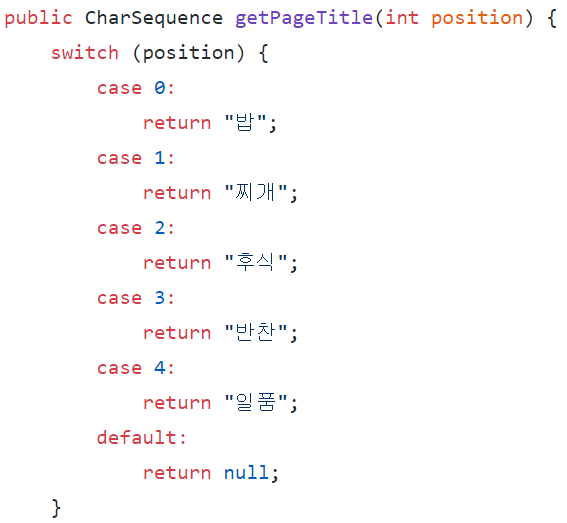 public CharSequence getPageTitle(int position) {
    switch (position) {
        case 0:
            return "밥";
        case 1:
            return "찌개";
        case 2:
            return "후식";
        case 3:
            return "반찬";
        case 4:
            return "일품";
        default:
            return null;
    }